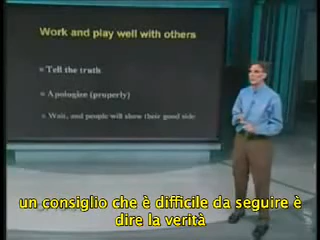 Work and play well with others
Tell the truth
Apologize (properly)
Wait, and people will show their good side
un consiglio che è difficile da seguire è
dire la verità